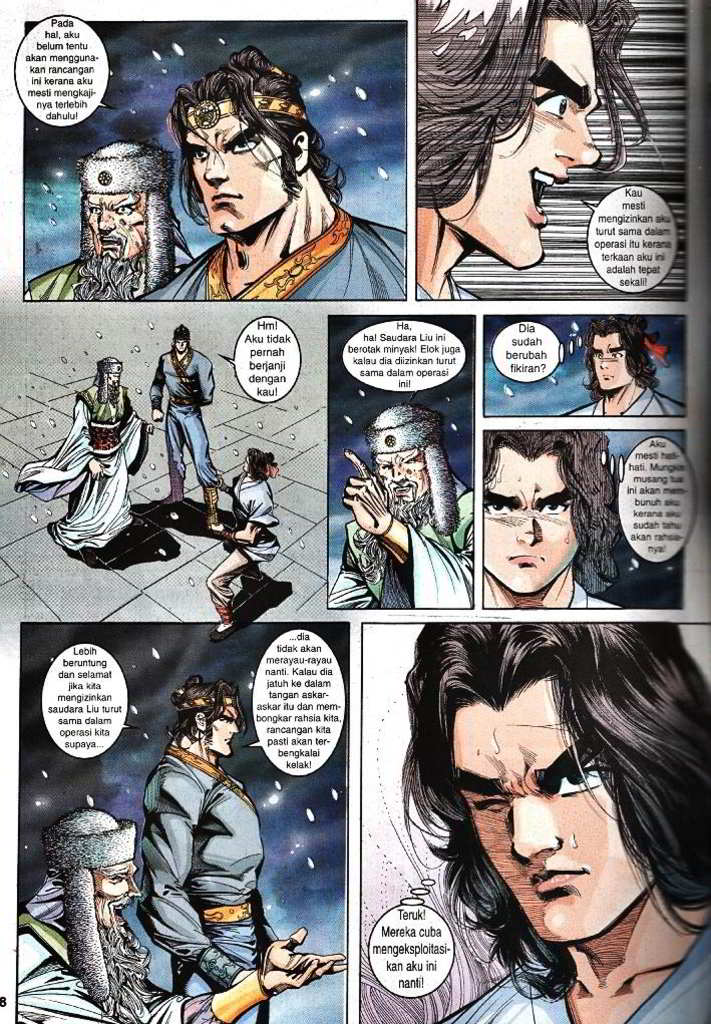 Pada
hal, aku
belum tentu
akan mengguna-
kan rancangan
ini kerana aku
mesti mengkaji-
nya terlebih
dahulu!
Kau
mesti
mengizinkan aku
turut sama dalam
operasi itu kerana
terkaan aku ini
adalah tepat
sekali!
Hm!
Aku tidak
pernah
berjanji
dengan
kau!
Ha,
ha! Saudara Liu ini
berotak minyak! Elok juga
kalau dia diizinkan turut
sama dalam operasi
ini!
Dia
sudah
berubah
fikiran?
Aku
mesti hati-
hati. Mungkin
musang tua
ini akan mem-
bunuh aku
kerana aku
sudah tahu
akan rahsia-
nya!
Lebih
beruntung
dan selamat
jika kita
mengizinkan
saudara Liu turut
sama dalam
operasi kita
supaya...
...dia
tidak akan
merayau-rayau
nanti. Kalau dia
jatuh ke dalam
tangan askar-
askar itu dan mem-
bongkar rahsia kita,
rancangan kita
pasti akan ter-
bengkalai
kelak!
Teruk!
Mereka cuba
mengeksploitasi-
kan aku ini
nanti!
8